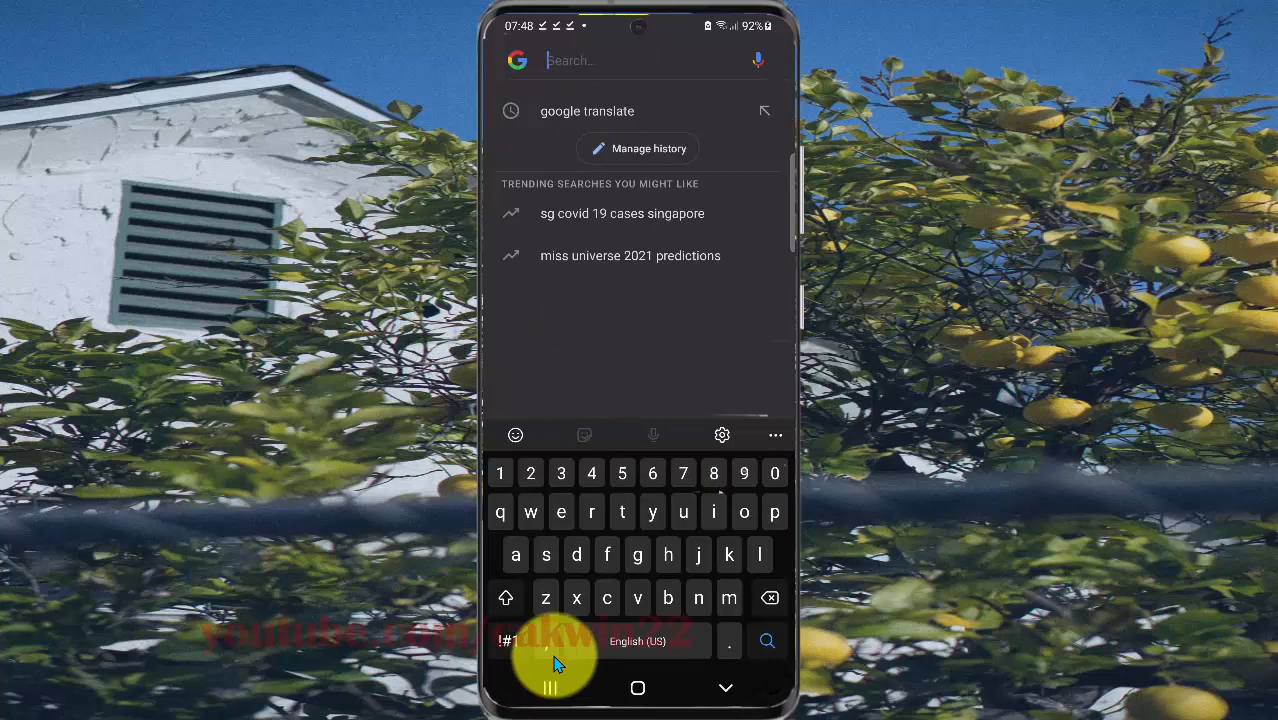 07:48
92%
Search...
google translate
Manage history
TRENDING SEARCHES YOU MIGHT LIKE
sg covid 19 cases singapore
miss universe 2021 predictions
1 2 3 4 5 6 7 8 9 0
q w e r t y u i o p
a s d f g h j k l
z x c v b n m
!#1 , English (US) .